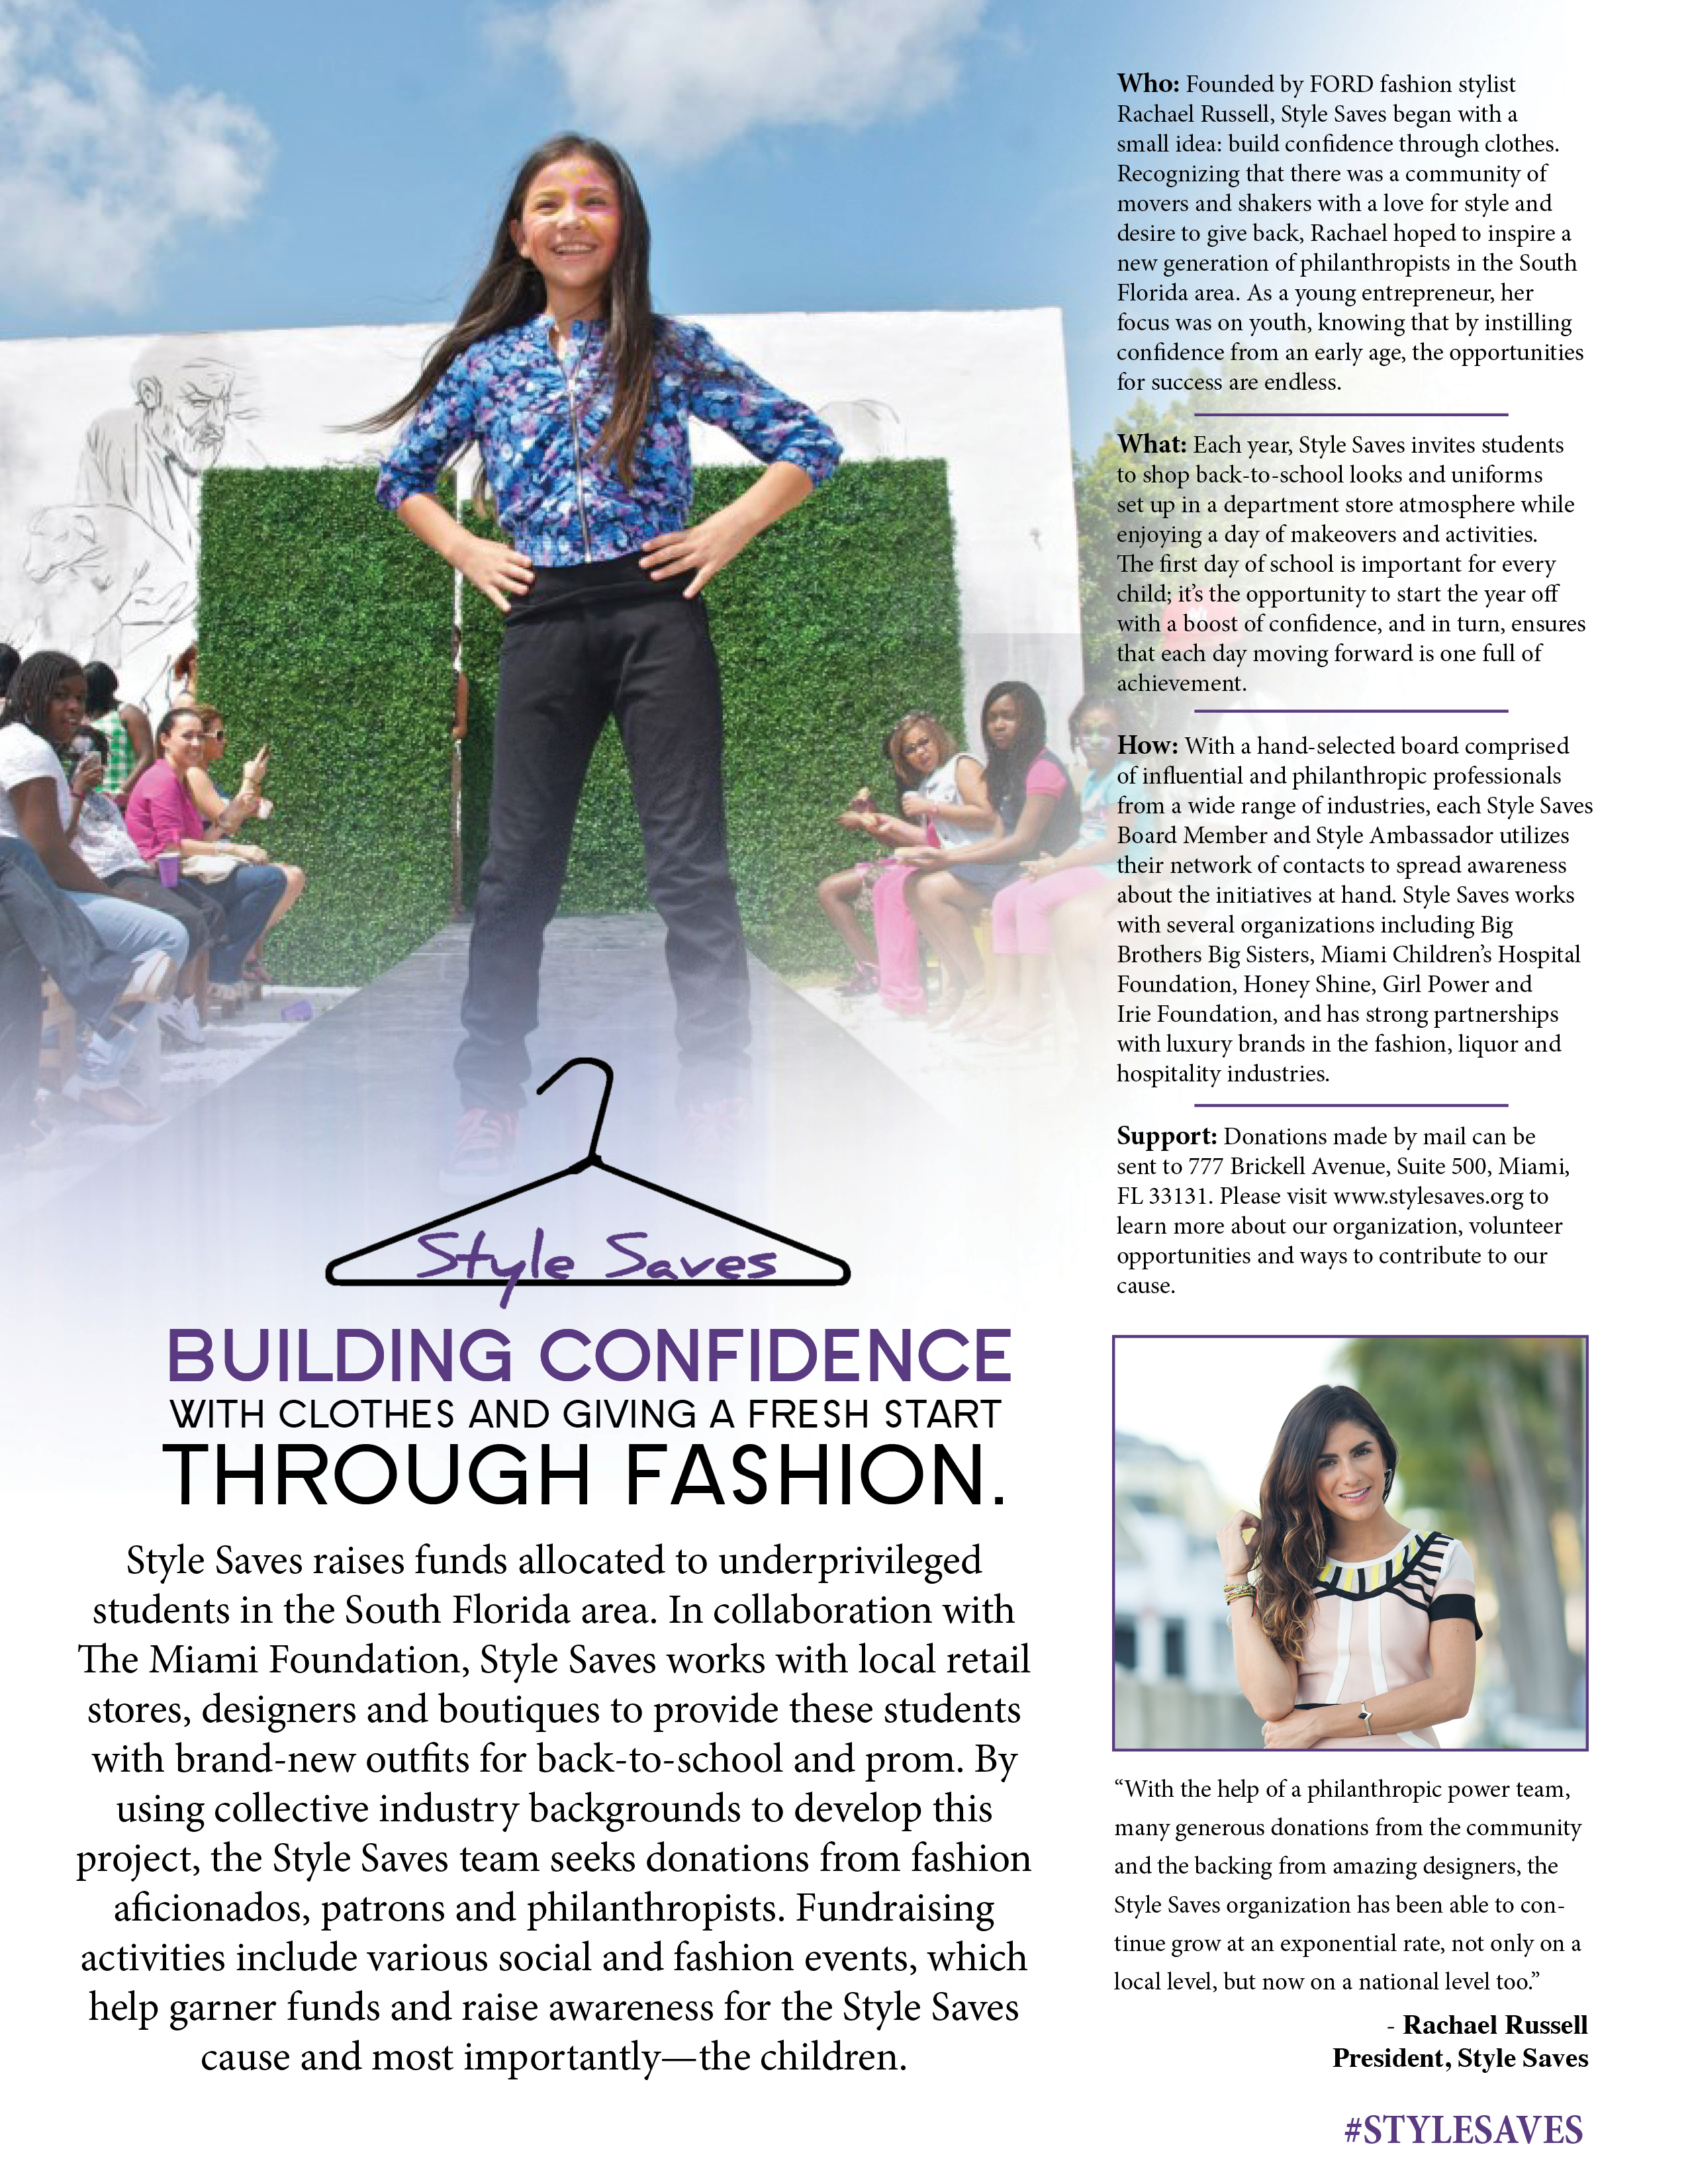 Who: Founded by FORD fashion stylist
Rachael Russell, Style Saves began with a
small idea: build confidence through clothes.
Recognizing that there was a community of
movers and shakers with a love for style and
desire to give back, Rachael hoped to inspire a
new generation of philanthropists in the South
Florida area. As a young entrepreneur, her
focus was on youth, knowing that by instilling
confidence from an early age, the opportunities
for success are endless.
What: Each year, Style Saves invites students
to shop back-to-school looks and uniforms
set up in a department store atmosphere while
enjoying a day of makeovers and activities.
The first day of school is important for every
child; it’s the opportunity to start the year off
with a boost of confidence, and in turn, ensures
that each day moving forward is one full of
achievement.
How: With a hand-selected board comprised
of influential and philanthropic professionals
from a wide range of industries, each Style Saves
Board Member and Style Ambassador utilizes
their network of contacts to spread awareness
about the initiatives at hand. Style Saves works
with several organizations including Big
Brothers Big Sisters, Miami Children’s Hospital
Foundation, Honey Shine, Girl Power and
Irie Foundation, and has strong partnerships
with luxury brands in the fashion, liquor and
hospitality industries.
Support: Donations made by mail can be
sent to 777 Brickell Avenue, Suite 500, Miami,
FL 33131. Please visit www.stylesaves.org to
learn more about our organization, volunteer
opportunities and ways to contribute to our
cause.
Style Saves
BUILDING CONFIDENCE
WITH CLOTHES AND GIVING A FRESH START
THROUGH FASHION.
Style Saves raises funds allocated to underprivileged
students in the South Florida area. In collaboration with
The Miami Foundation, Style Saves works with local retail
stores, designers and boutiques to provide these students
with brand-new outfits for back-to-school and prom. By
using collective industry backgrounds to develop this
project, the Style Saves team seeks donations from fashion
aficionados, patrons and philanthropists. Fundraising
activities include various social and fashion events, which
help garner funds and raise awareness for the Style Saves
cause and most importantly—the children.
“With the help of a philanthropic power team,
many generous donations from the community
and the backing from amazing designers, the
Style Saves organization has been able to con-
tinue grow at an exponential rate, not only on a
local level, but now on a national level too.”
- Rachael Russell
President, Style Saves
#STYLESAVES